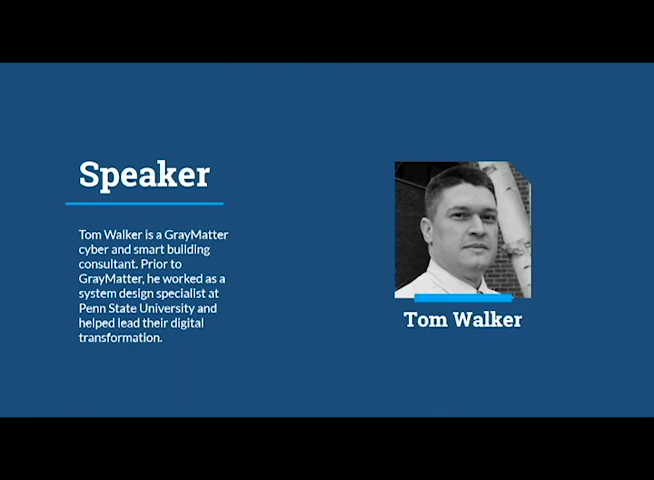 Speaker
Tom Walker is a GrayMatter
cyber and smart building
consultant. Prior to
GrayMatter, he worked as a
system design specialist at
Penn State University and
helped lead their digital
transformation.
Tom Walker